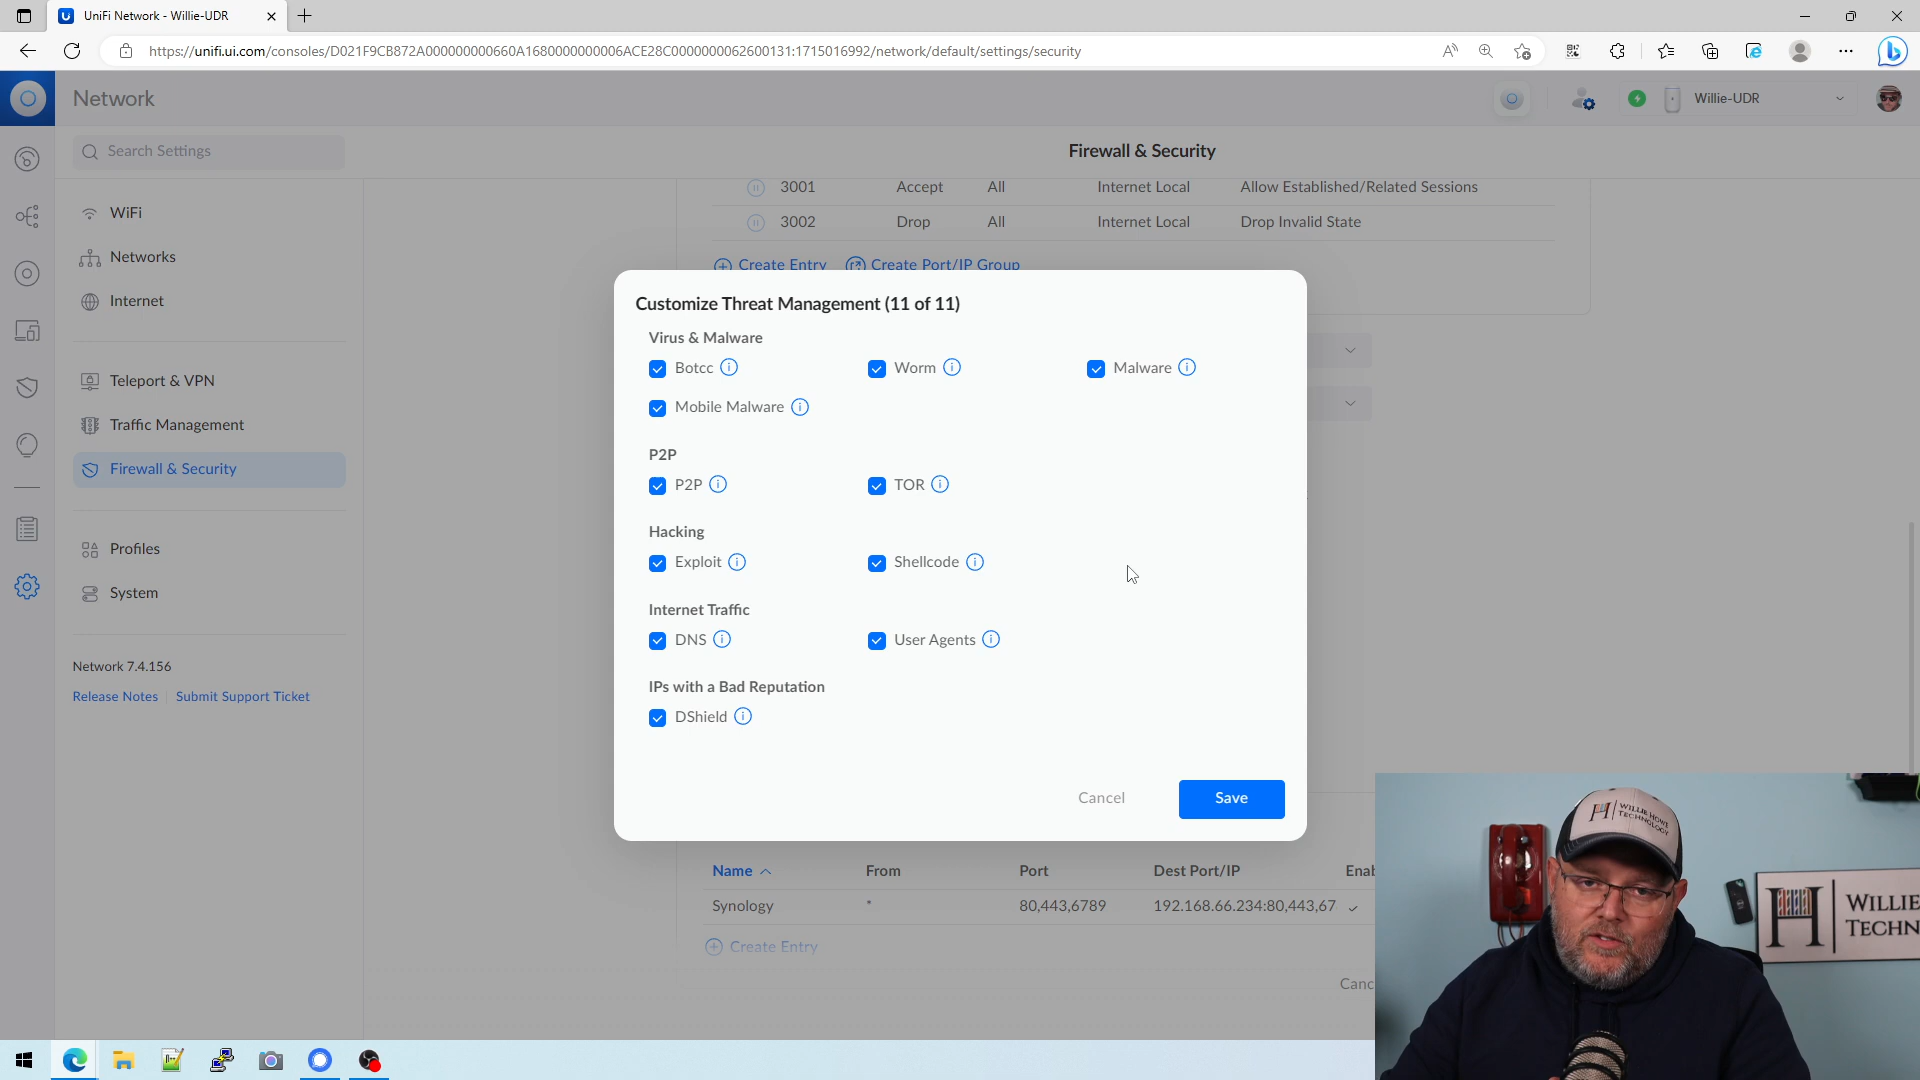 UniFi Network - Willie-UDR
https://unifi.ui.com/consoles/D021F9CB872A000000000660A1680000000006ACE28C0000000062600131:1715016992/network/default/settings/security
Network
Willie-UDR
Search Settings
Firewall & Security
WiFi
Networks
Internet
Teleport & VPN
Traffic Management
Firewall & Security
Profiles
System
Network 7.4.156
Release Notes | Submit Support Ticket
3001 Accept All Internet Local Allow Established/Related Sessions
3002 Drop All Internet Local Drop Invalid State
Create Entry Create Port/IP Group
Customize Threat Management (11 of 11)
Virus & Malware
Botcc Worm Malware
Mobile Malware
P2P
P2P TOR
Hacking
Exploit Shellcode
Internet Traffic
DNS User Agents
IPs with a Bad Reputation
DShield
Cancel Save
Name From Port Dest Port/IP Enab
Synology * 80,443,6789 192.168.66.234:80,443,67
Create Entry
Canc
WILLIE HOWE
TECHNOLOGY
WILLIE
TECHN